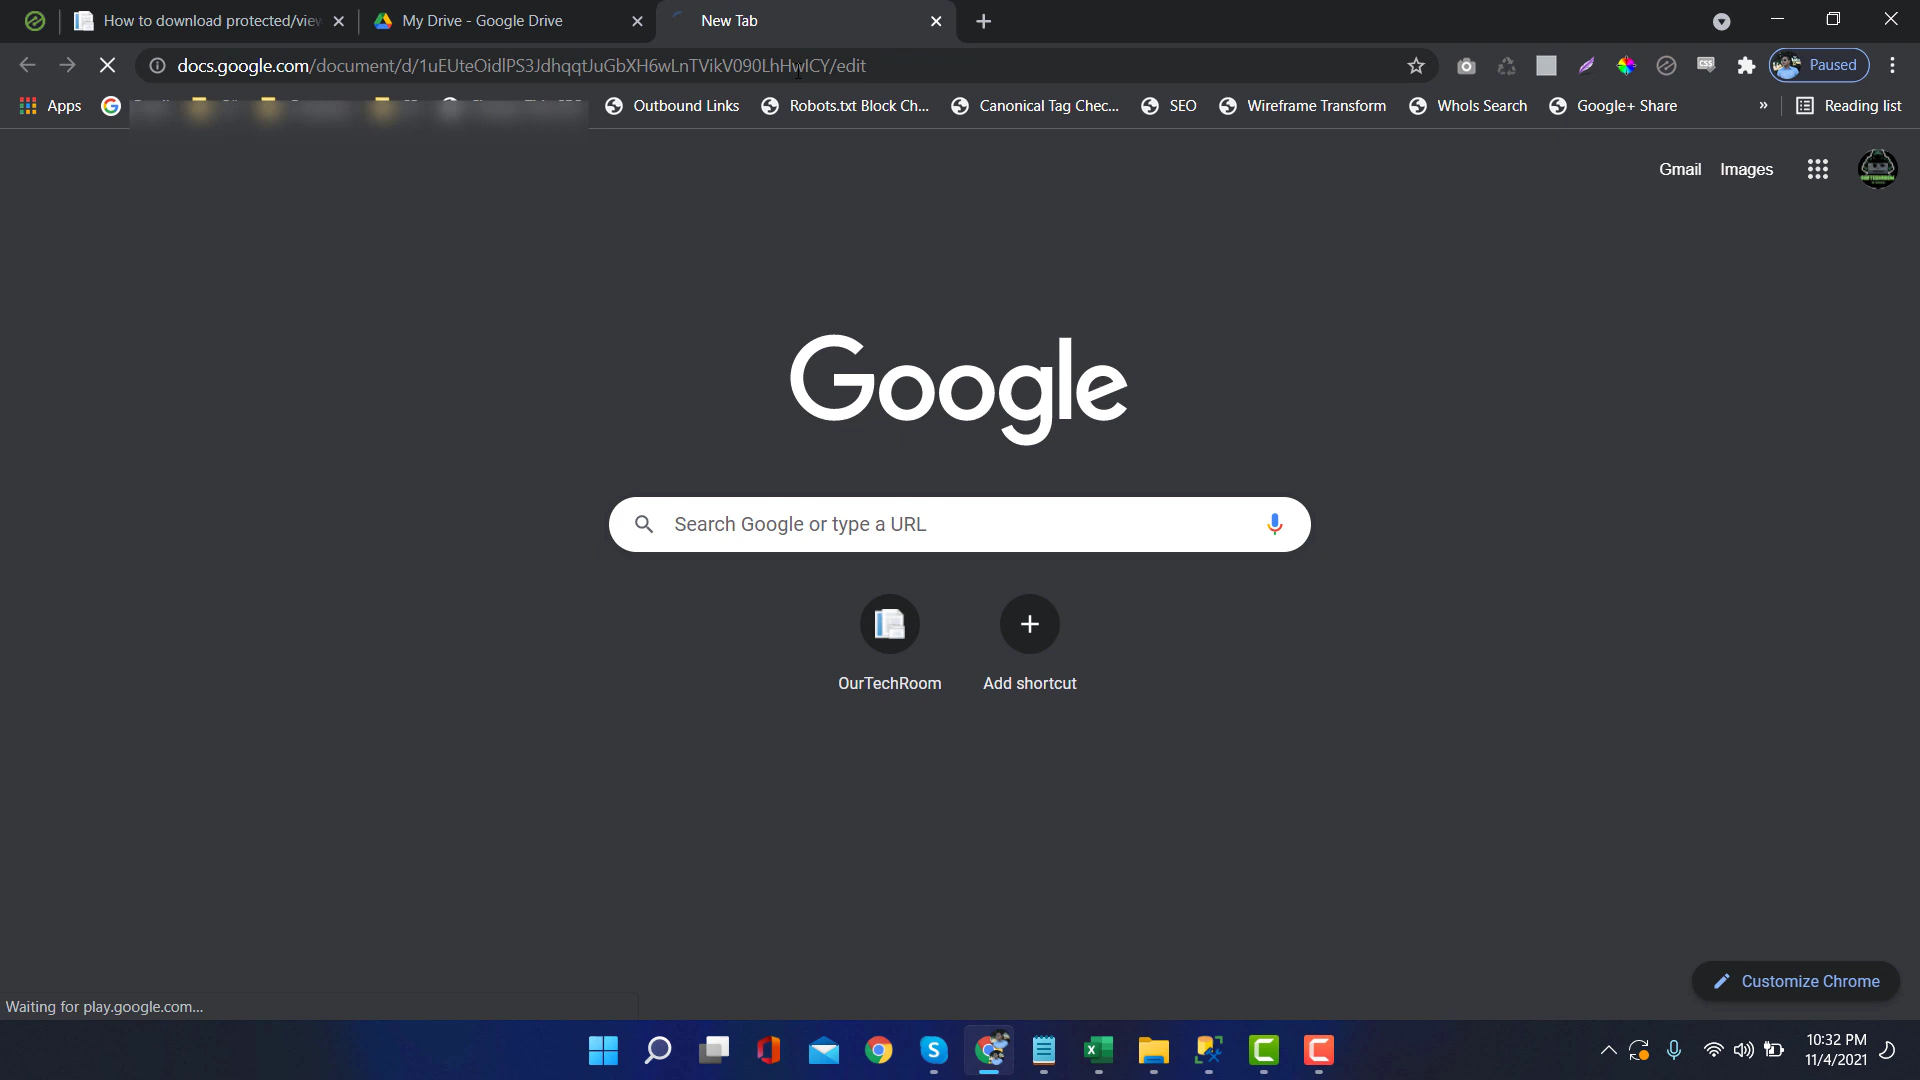 How to download protected/view
My Drive - Google Drive
New Tab
docs.google.com/document/d/1uEUteOidlPS3JdhqqtJuGbXH6wLnTVikV090LhHwlCY/edit
Paused
Apps
Outbound Links
Robots.txt Block Ch...
Canonical Tag Chec...
SEO
Wireframe Transform
WhoIs Search
Google+ Share
»
Reading list
Gmail
Images
Google
Search Google or type a URL
OurTechRoom
Add shortcut
Customize Chrome
Waiting for play.google.com...
10:32 PM
11/4/2021